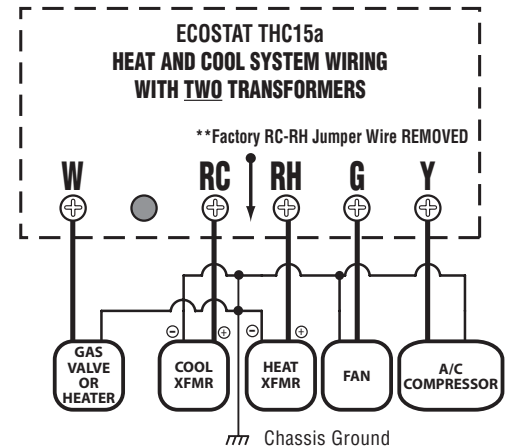 ECOSTAT THC15a
HEAT AND COOL SYSTEM WIRING
WITH TWO TRANSFORMERS
**Factory RC-RH Jumper Wire REMOVED
W RC RH G Y
- + - +
GAS
VALVE
OR
HEATER
COOL
XFMR
HEAT
XFMR
FAN
A/C
COMPRESSOR
Chassis Ground